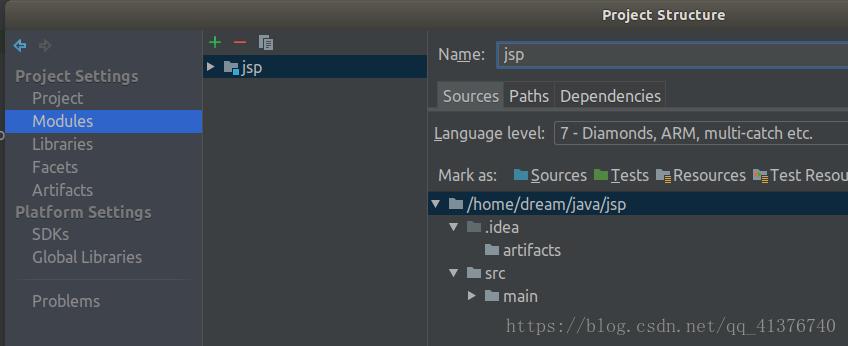 Project Structure
Project Settings
Project
Modules
Libraries
Facets
Artifacts
Platform Settings
SDKs
Global Libraries
Problems
jsp
Name: jsp
Sources Paths Dependencies
Language level: 7 - Diamonds, ARM, multi-catch etc.
Mark as: Sources Tests Resources Test Resou
/home/dream/java/jsp
.idea
artifacts
src
main
https://blog.csdn.net/qq_41376740